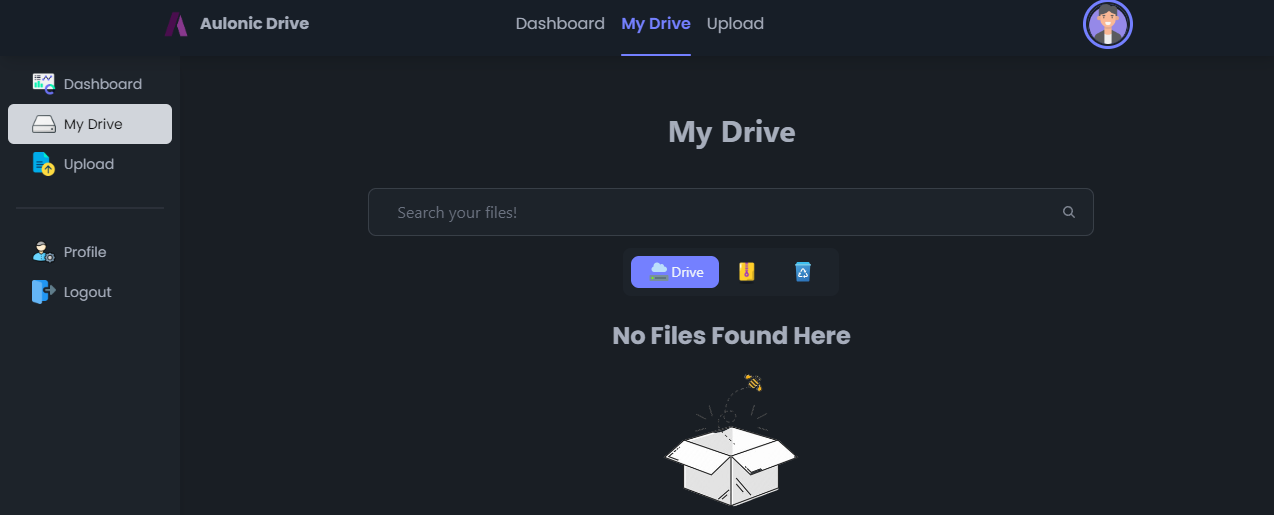 Aulonic Drive
Dashboard My Drive Upload
Dashboard
My Drive
Upload
Profile
Logout
My Drive
Search your files!
Drive
No Files Found Here